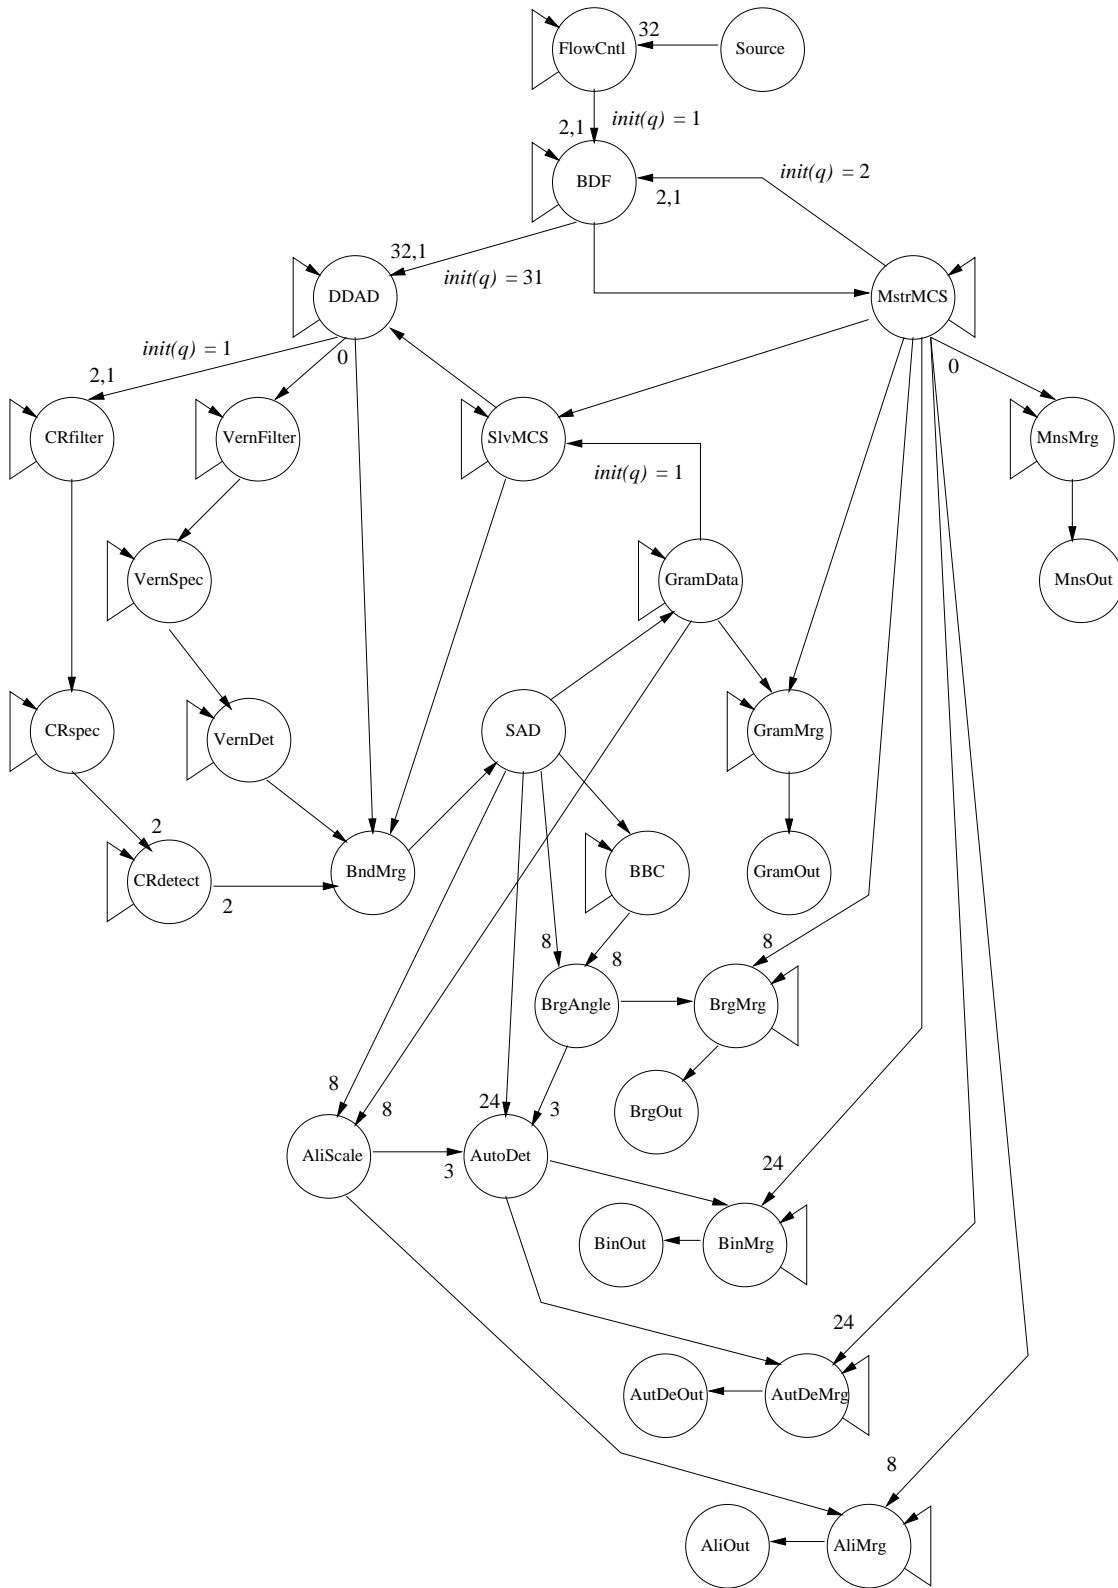 FlowCntl
32
Source
init(q) = 1
2,1
BDF
init(q) = 2
2,1
32,1
init(q) = 31
DDAD
MstrMCS
init(q) = 1
0
0
2,1
CRfilter
VernFilter
SlvMCS
MnsMrg
init(q) = 1
VernSpec
GramData
MnsOut
CRspec
VernDet
SAD
GramMrg
2
CRdetect
BndMrg
BBC
GramOut
2
8
8
8
BrgAngle
BrgMrg
8
8
24
3
BrgOut
AliScale
3
AutoDet
24
BinOut
BinMrg
24
AutDeOut
AutDeMrg
8
AliOut
AliMrg